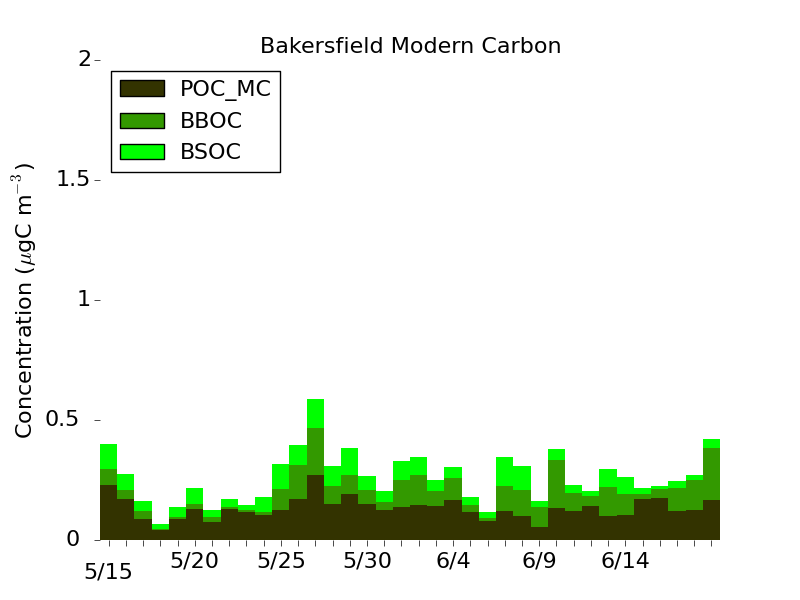 Bakersfield Modern Carbon
2
1.5
1
0.5
0
Concentration (μgC m⁻³)
POC_MC
BBOC
BSOC
5/15
5/20
5/25
5/30
6/4
6/9
6/14